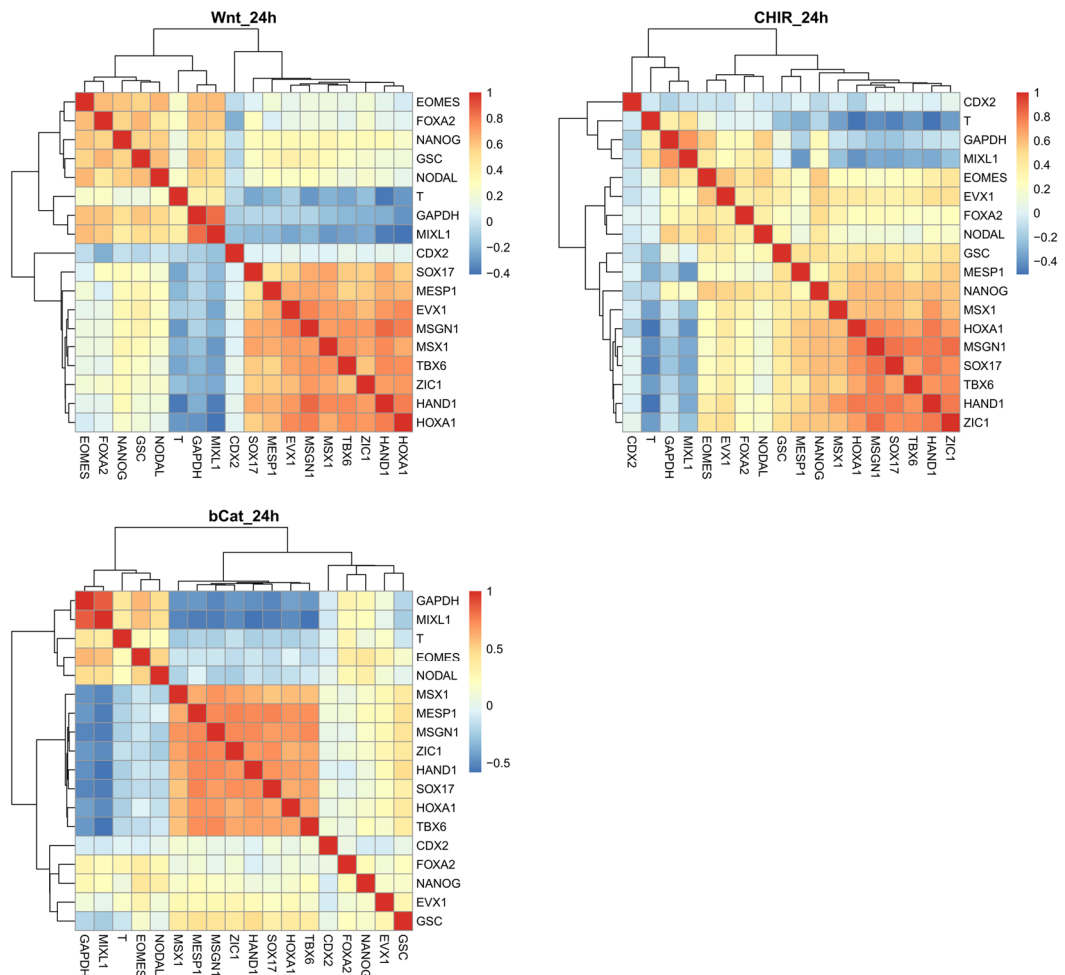 Wnt_24h
1
0.8
0.6
0.4
0.2
0
−0.2
−0.4
EOMES
FOXA2
NANOG
GSC
NODAL
T
GAPDH
MIXL1
CDX2
SOX17
MESP1
EVX1
MSGN1
MSX1
TBX6
ZIC1
HAND1
HOXA1
EOMES
FOXA2
NANOG
GSC
NODAL
T
GAPDH
MIXL1
CDX2
SOX17
MESP1
EVX1
MSGN1
MSX1
TBX6
ZIC1
HAND1
HOXA1
CHIR_24h
1
0.8
0.6
0.4
0.2
0
−0.2
−0.4
CDX2
T
GAPDH
MIXL1
EOMES
EVX1
FOXA2
NODAL
GSC
MESP1
NANOG
MSX1
HOXA1
MSGN1
SOX17
TBX6
HAND1
ZIC1
CDX2
T
GAPDH
MIXL1
EOMES
EVX1
FOXA2
NODAL
GSC
MESP1
NANOG
MSX1
HOXA1
MSGN1
SOX17
TBX6
HAND1
ZIC1
bCat_24h
1
0.5
0
−0.5
GAPDH
MIXL1
T
EOMES
NODAL
MSX1
MESP1
MSGN1
ZIC1
HAND1
SOX17
HOXA1
TBX6
CDX2
FOXA2
NANOG
EVX1
GSC
GAPDH
MIXL1
T
EOMES
NODAL
MSX1
MESP1
MSGN1
ZIC1
HAND1
SOX17
HOXA1
TBX6
CDX2
FOXA2
NANOG
EVX1
GSC